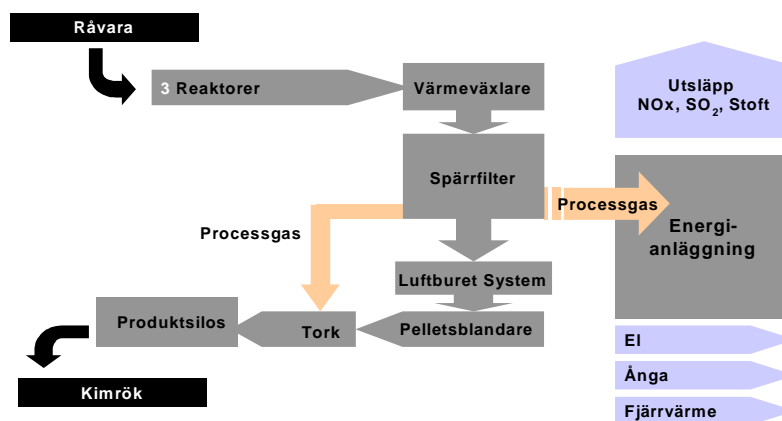 Råvara
3 Reaktorer
Värmeväxlare
Utsläpp
NOx, SO₂, Stoft
Spärrfilter
Processgas
Processgas
Energi-
anläggning
Luftburet System
Produktsilos
Tork
Pelletsblandare
El
Ånga
Kimrök
Fjärrvärme